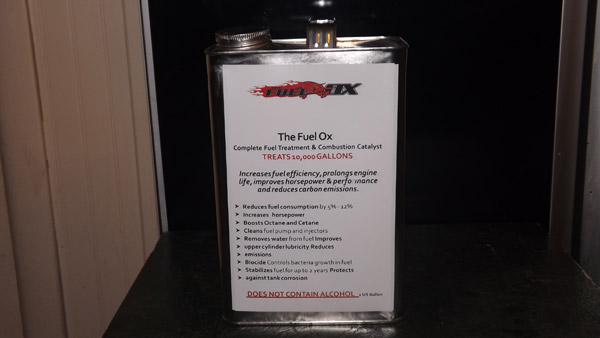 FUEL OX
The Fuel Ox
Complete Fuel Treatment & Combustion Catalyst
TREATS 10,000 GALLONS
Increases fuel efficiency, prolongs engine
life, improves horsepower & performance
and reduces carbon emissions.
➤ Reduces fuel consumption by 5% - 12%
➤ Increases horsepower
➤ Boosts Octane and Cetane
➤ Cleans fuel pump and injectors
➤ Removes water from fuel Improves
➤ upper cylinder lubricity Reduces
➤ emissions
➤ Biocide Controls bacteria growth in fuel
➤ Stabilizes fuel for up to 2 years Protects
➤ against tank corrosion
DOES NOT CONTAIN ALCOHOL 1 US Gallon